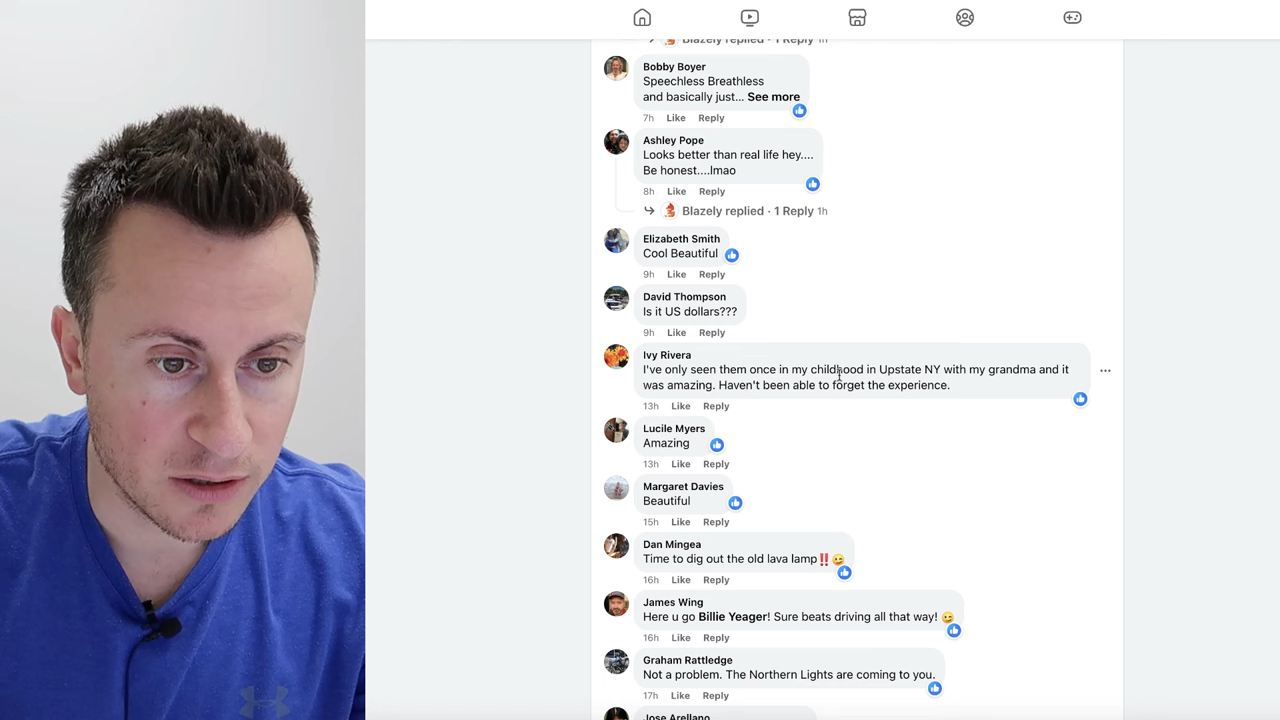 Blazely replied · 1 Reply 1h
Bobby Boyer
Speechless Breathless
and basically just... See more
7h Like Reply
Ashley Pope
Looks better than real life hey....
Be honest....lmao
8h Like Reply
Blazely replied · 1 Reply 1h
Elizabeth Smith
Cool Beautiful
9h Like Reply
David Thompson
Is it US dollars???
9h Like Reply
Ivy Rivera
I've only seen them once in my childhood in Upstate NY with my grandma and it
was amazing. Haven't been able to forget the experience.
13h Like Reply
Lucile Myers
Amazing
13h Like Reply
Margaret Davies
Beautiful
15h Like Reply
Dan Mingea
Time to dig out the old lava lamp‼️😜
16h Like Reply
James Wing
Here u go Billie Yeager! Sure beats driving all that way! 😉
16h Like Reply
Graham Rattledge
Not a problem. The Northern Lights are coming to you.
17h Like Reply
Jose Arellano